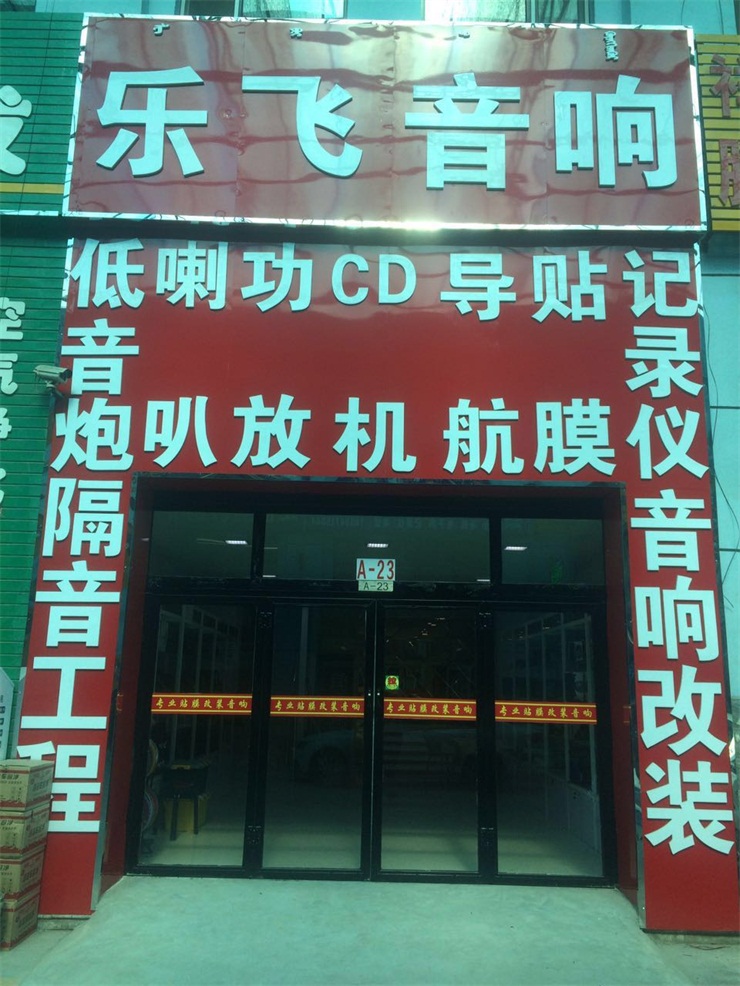 乐飞音响
低音炮隔音工程
喇叭
功放
CD机
导航
贴膜
记录仪音响改装
A-23
A-23
专业贴膜改装音响
专业贴膜改装音响
专业贴膜改装音响
专业贴膜改装音响
空气净